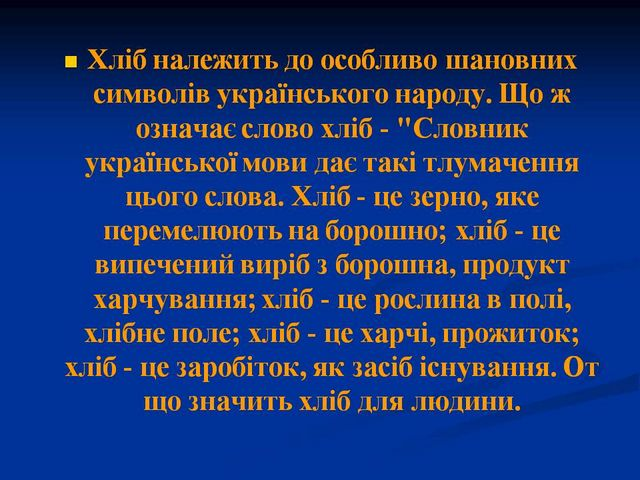 Хліб належить до особливо шановних
символів українського народу. Що ж
означає слово хліб - "Словник
української мови дає такі тлумачення
цього слова. Хліб - це зерно, яке
перемелюють на борошно; хліб - це
випечений виріб з борошна, продукт
харчування; хліб - це рослина в полі,
хлібне поле; хліб - це харчі, прожиток;
хліб - це заробіток, як засіб існування. От
що значить хліб для людини.